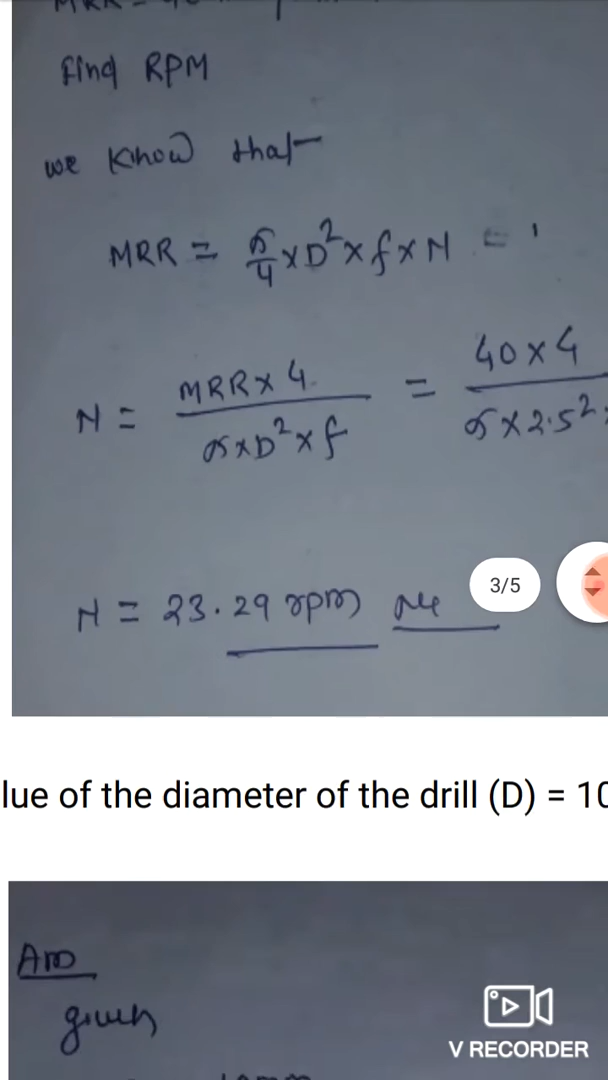 find RPM
we know that
MRR = π/4 × D² × f × N =
N = MRR × 4 / π × D² × f = 40 × 4 / π × 2.5²
N = 23.29 rpm
3/5
lue of the diameter of the drill (D) = 10
given
V RECORDER